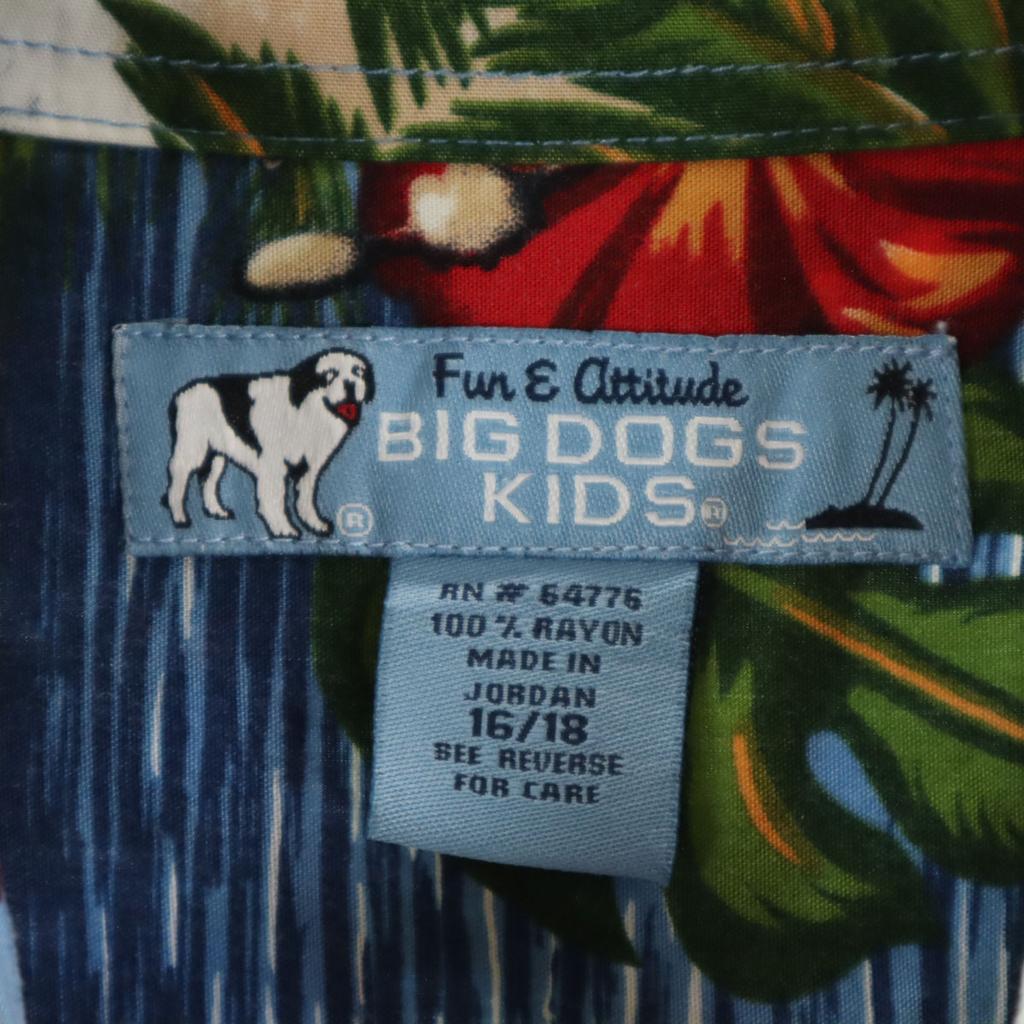 Fun & Attitude
BIG DOGS
KIDS®
®
RN # 64776
100 % RAYON
MADE IN
JORDAN
16/18
SEE REVERSE
FOR CARE